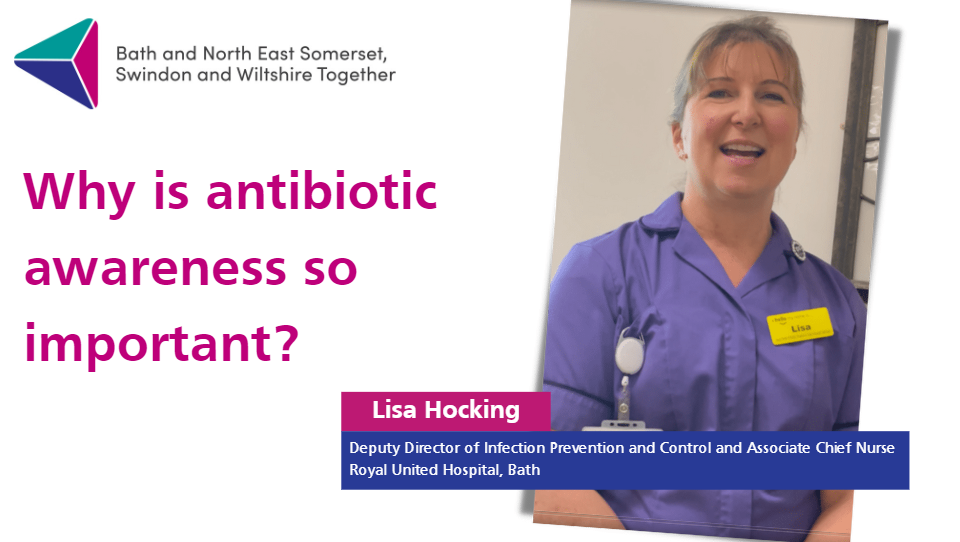 Bath and North East Somerset,
Swindon and Wiltshire Together
Why is antibiotic
awareness so
important?
Lisa
Lisa Hocking
Deputy Director of Infection Prevention and Control and Associate Chief Nurse
Royal United Hospital, Bath